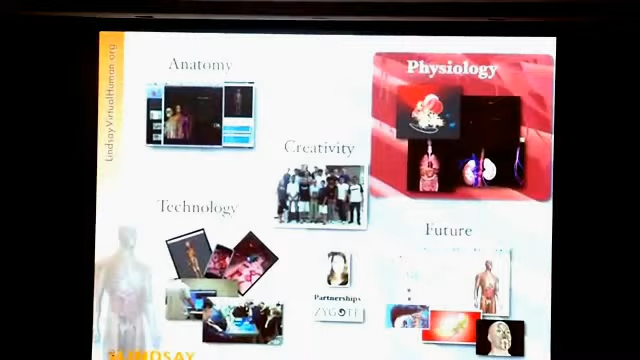 LindsayVirtualHuman.org
Anatomy
Physiology
Creativity
Technology
Future
Partnerships
ZYGOTE
LINDSAY